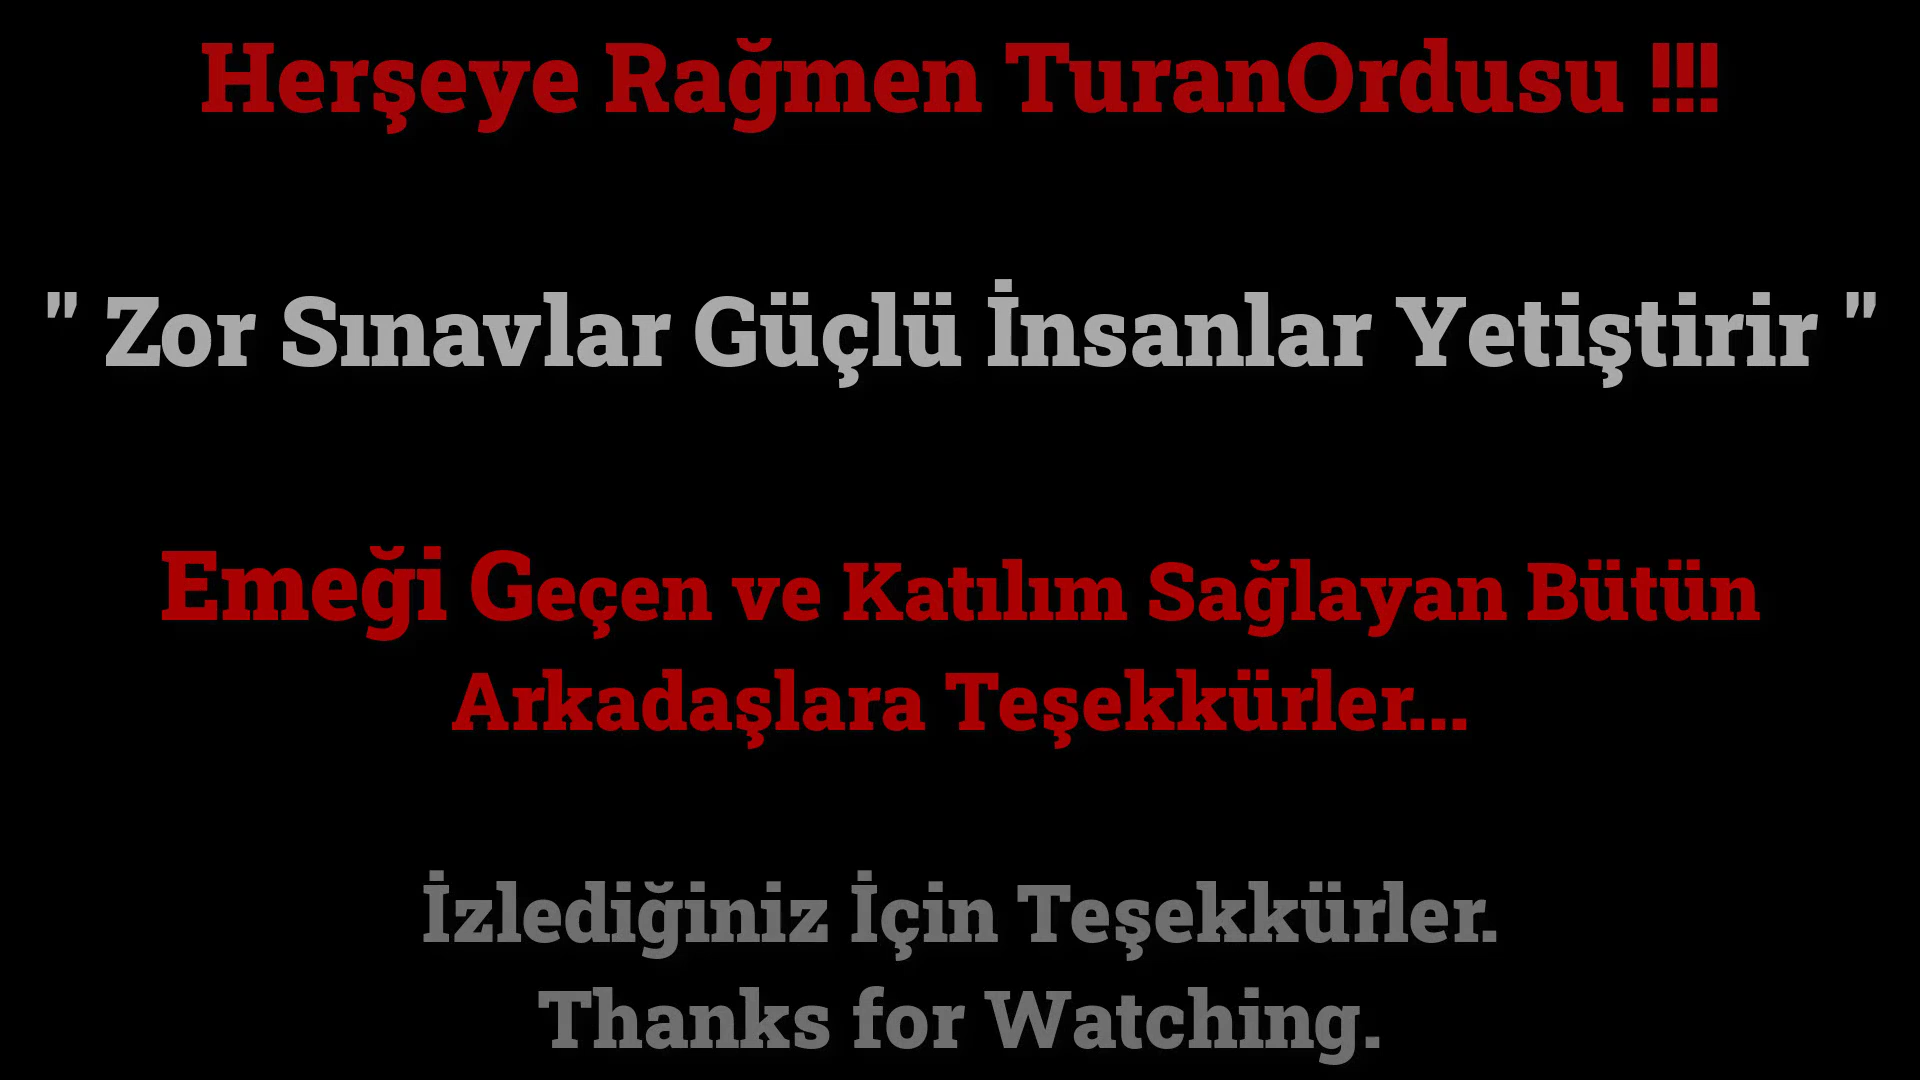 Herşeye Rağmen TuranOrdusu !!!
" Zor Sınavlar Güçlü İnsanlar Yetiştirir "
Emeği Geçen ve Katılım Sağlayan Bütün
Arkadaşlara Teşekkürler...
İzlediğiniz İçin Teşekkürler.
Thanks for Watching.